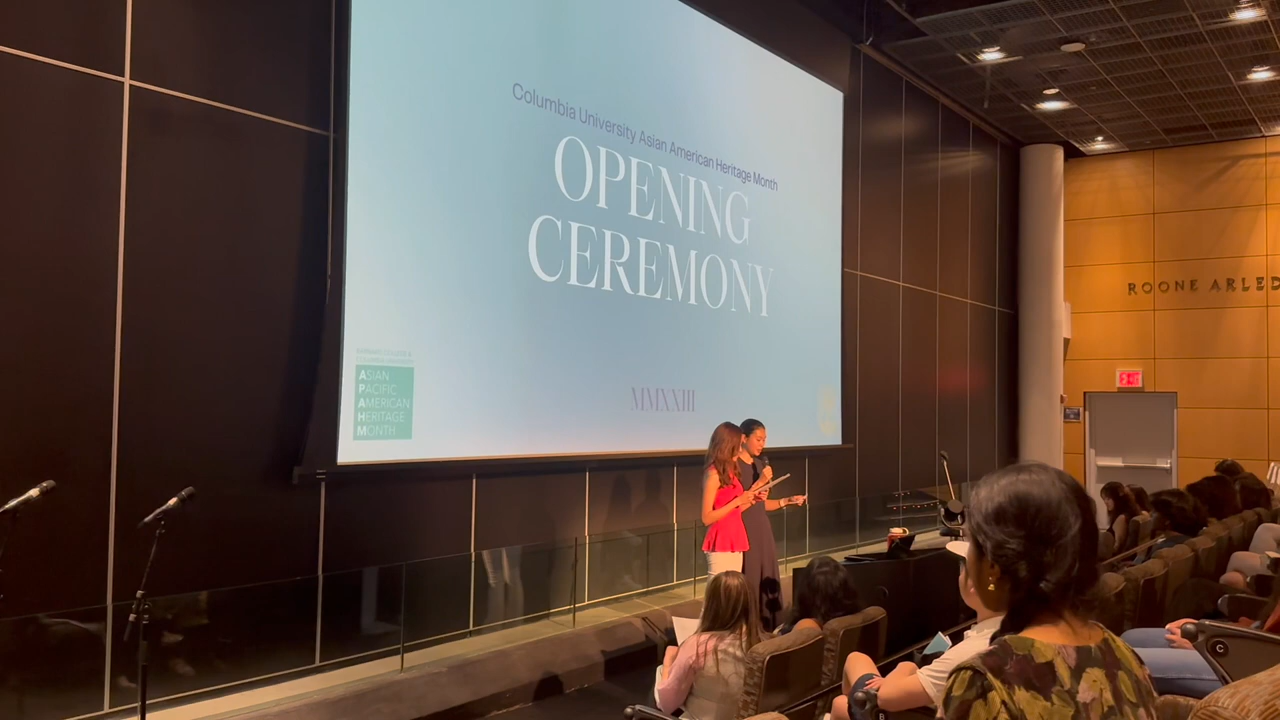 Columbia University Asian American Heritage Month
OPENING
CEREMONY
MMXXIII
ASIAN
PACIFIC
AMERICAN
HERITAGE
MONTH
ROONE ARLED
C